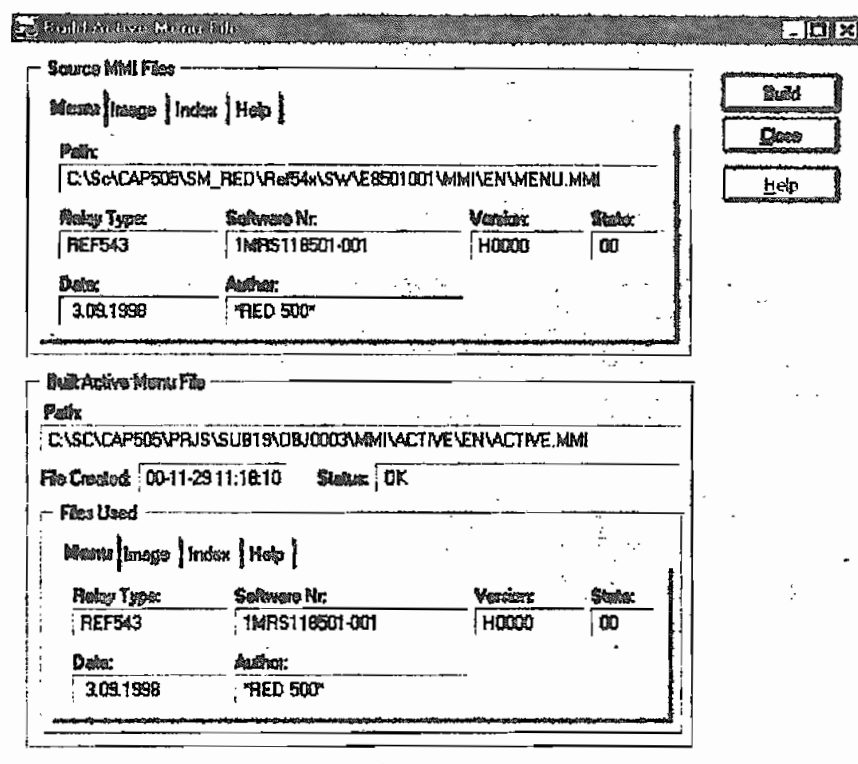 Build Active Menu File
Source MMI Files
Build
Menu Image Index Help
Close
Path:
C:\Sc\CAP505\SM_RED\Ref54x\SW\E8501001\MMI\EN\MENU.MMI
Help
Relay Type: Software Nr: Version: State:
REF543 1MRS118501-001 H0000 00
Date: Author:
3.09.1998 "RED 500"
Built Active Menu File
Path:
C:\SC\CAP505\PRJS\SUB19\OBJ0003\MMI\ACTIVE\EN\ACTIVE.MMI
File Created: 00-11-29 11:18:10 Status: OK
Files Used
Menu Image Index Help
Relay Type: Software Nr: Version: State:
REF543 1MRS118501-001 H0000 00
Date: Author:
3.09.1998 "RED 500"